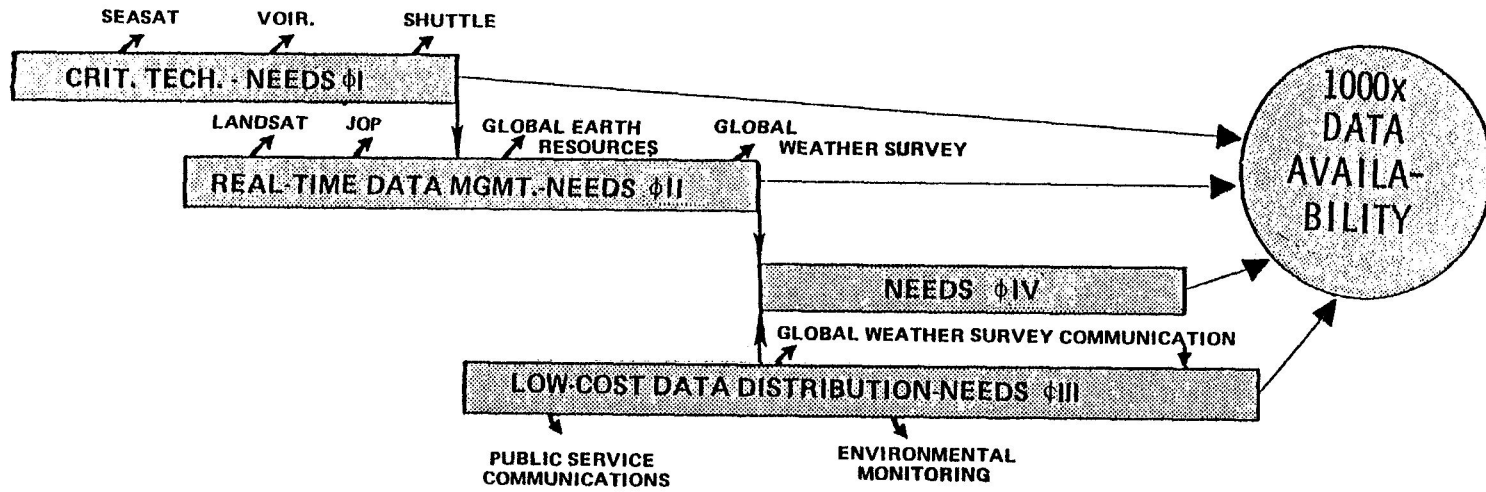 SEASAT
VOIR.
SHUTTLE
CRIT. TECH. - NEEDS ϕI
LANDSAT
JOP
GLOBAL EARTH
RESOURCES
GLOBAL
WEATHER SURVEY
REAL-TIME DATA MGMT.-NEEDS ϕII
NEEDS ϕIV
GLOBAL WEATHER SURVEY COMMUNICATION
LOW-COST DATA DISTRIBUTION-NEEDS ϕIII
PUBLIC SERVICE
COMMUNICATIONS
ENVIRONMENTAL
MONITORING
1000x
DATA
AVAILA-
BILITY